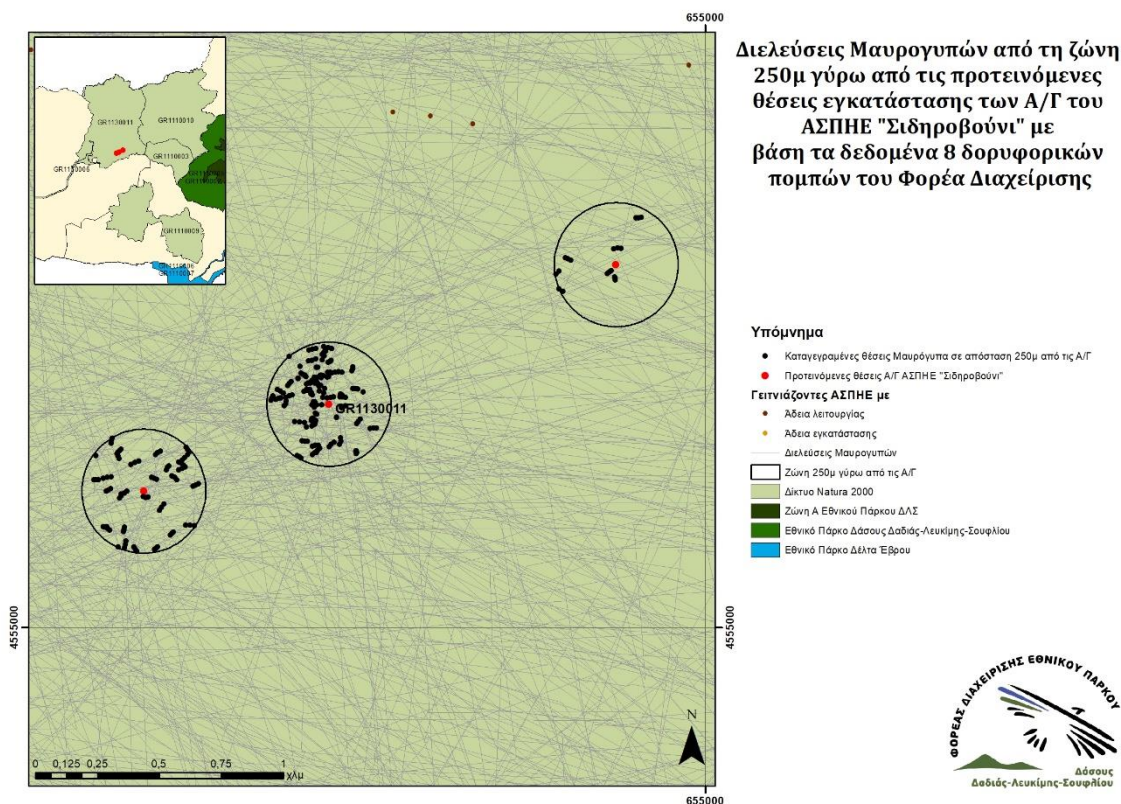 655000
Διελεύσεις Μαυρογυπών από τη ζώνη
250μ γύρω από τις προτεινόμενες
θέσεις εγκατάστασης των Α/Γ του
ΑΣΠΗΕ "Σιδηροβούνι" με
βάση τα δεδομένα 8 δορυφορικών
πομπών του Φορέα Διαχείρισης
GR1130011
GR1110010
GR1110003
GR1130006
GR1110009
GR1110006
GR1110007
GR1130011
Υπόμνημα
Καταγεγραμένες θέσεις Μαυρόγυπα σε απόσταση 250μ από τις Α/Γ
Προτεινόμενες θέσεις Α/Γ ΑΣΠΗΕ "Σιδηροβούνι"
Γειτνιάζοντες ΑΣΠΗΕ με
Άδεια λειτουργίας
Άδεια εγκατάστασης
Διελεύσεις Μαυρογυπών
Ζώνη 250μ γύρω από τις Α/Γ
Δίκτυο Natura 2000
Ζώνη Α Εθνικού Πάρκου ΔΛΣ
Εθνικό Πάρκο Δάσους Δαδιάς-Λευκίμης-Σουφλίου
Εθνικό Πάρκο Δέλτα Έβρου
4555000
4555000
N
0 0,125 0,25 0,5 0,75 1
χλμ
655000
ΦΟΡΕΑΣ ΔΙΑΧΕΙΡΙΣΗΣ ΕΘΝΙΚΟΥ ΠΑΡΚΟΥ
Δάσους
Δαδιάς-Λευκίμης-Σουφλίου